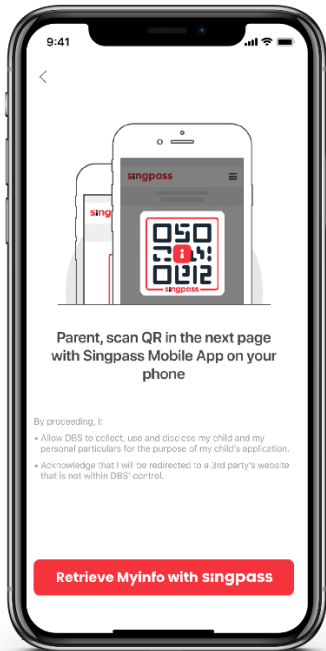 9:41
singpass
sing
singpass
Parent, scan QR in the next page
with Singpass Mobile App on your
phone
By proceeding, I:
• Allow DBS to collect, use and disclose my child and my
personal particulars for the purpose of my child's application.
• Acknowledge that I will be redirected to a 3rd party's website
that is not within DBS' control.
Retrieve Myinfo with singpass